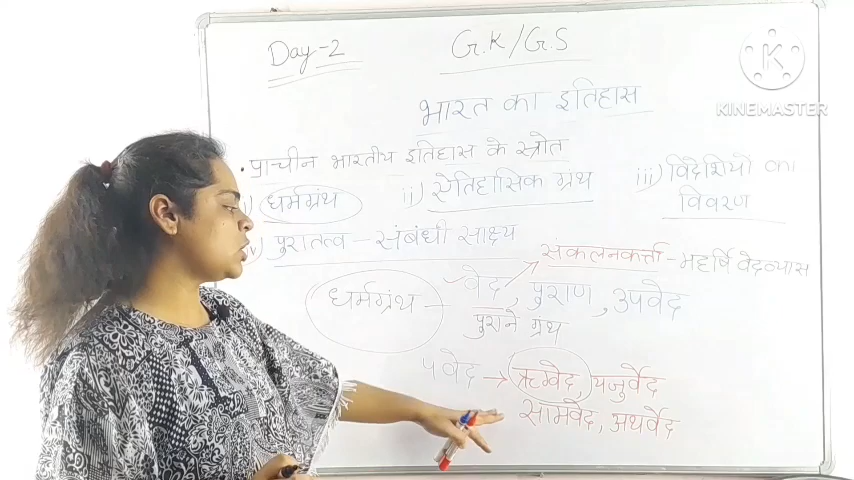 Day-2 G.K/G.S
भारत का इतिहास
• प्राचीन भारतीय इतिहास के स्त्रोत
i) धर्मग्रंथ ii) ऐतिहासिक ग्रंथ iii) विदेशियों का विवरण
v) पुरातत्व - संबंधी साक्ष्य
संकलनकर्त्ता - महर्षि वेदव्यास
धर्मग्रंथ - वेद, पुराण, उपवेद
पुराने ग्रंथ
५ वेद → ऋग्वेद, यजुर्वेद
सामवेद, अथर्वेद
K
KINEMASTER